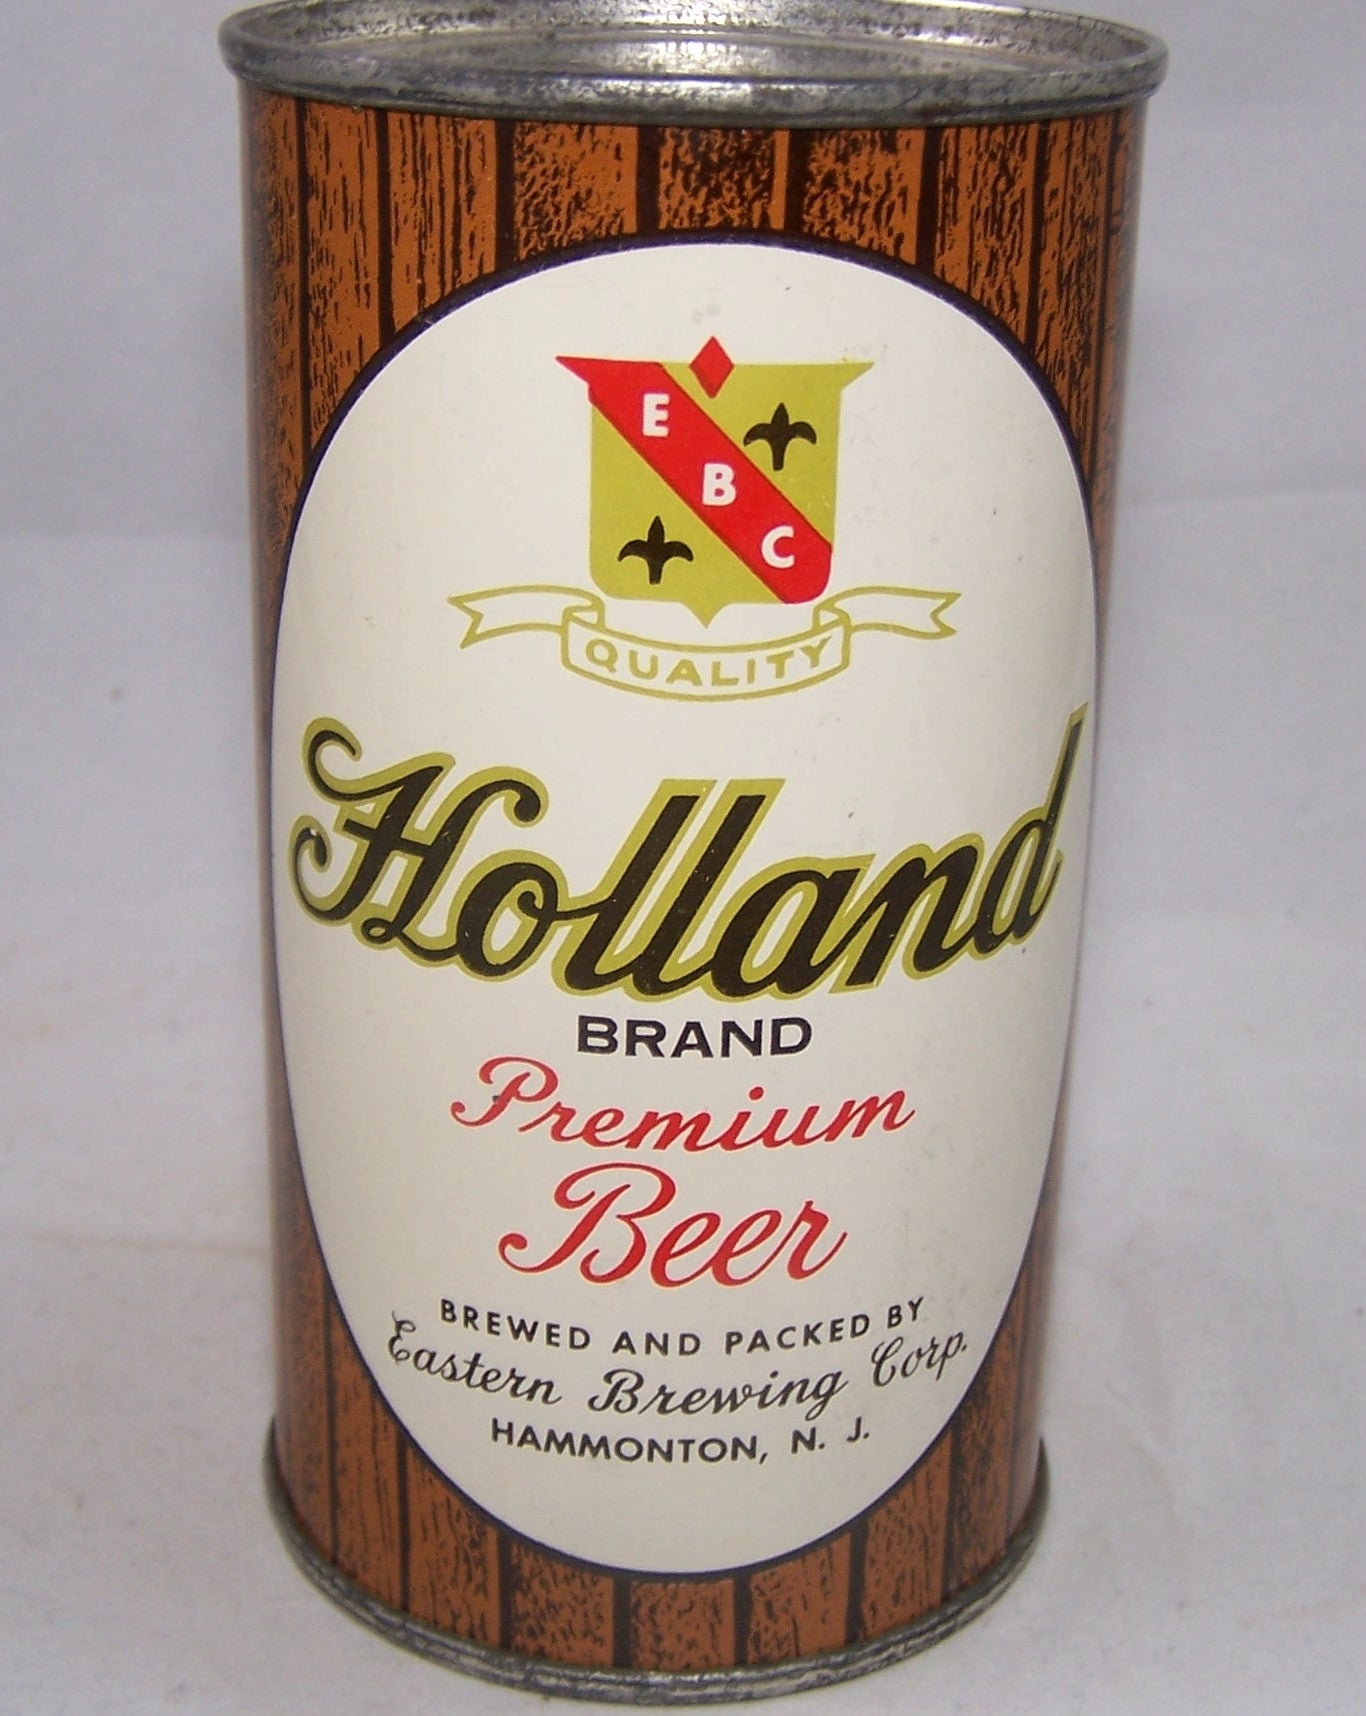 E
B
C
QUALITY
Holland
BRAND
Premium
Beer
BREWED AND PACKED BY
Eastern Brewing Corp.
HAMMONTON, N. J.